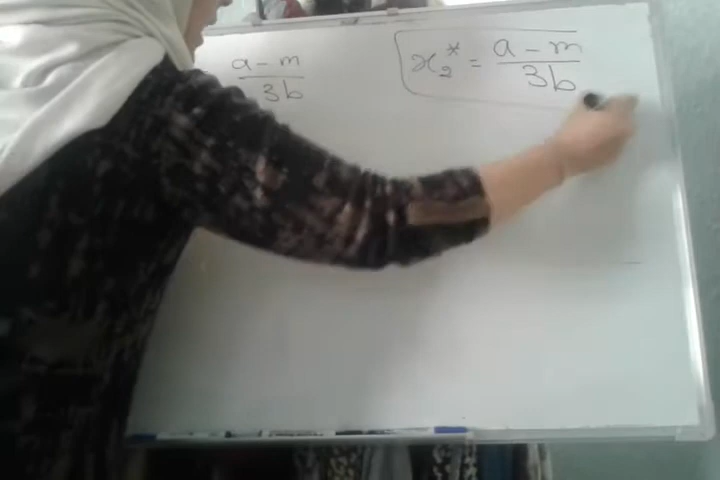 a - m / 3b
x₂* = a - m / 3b